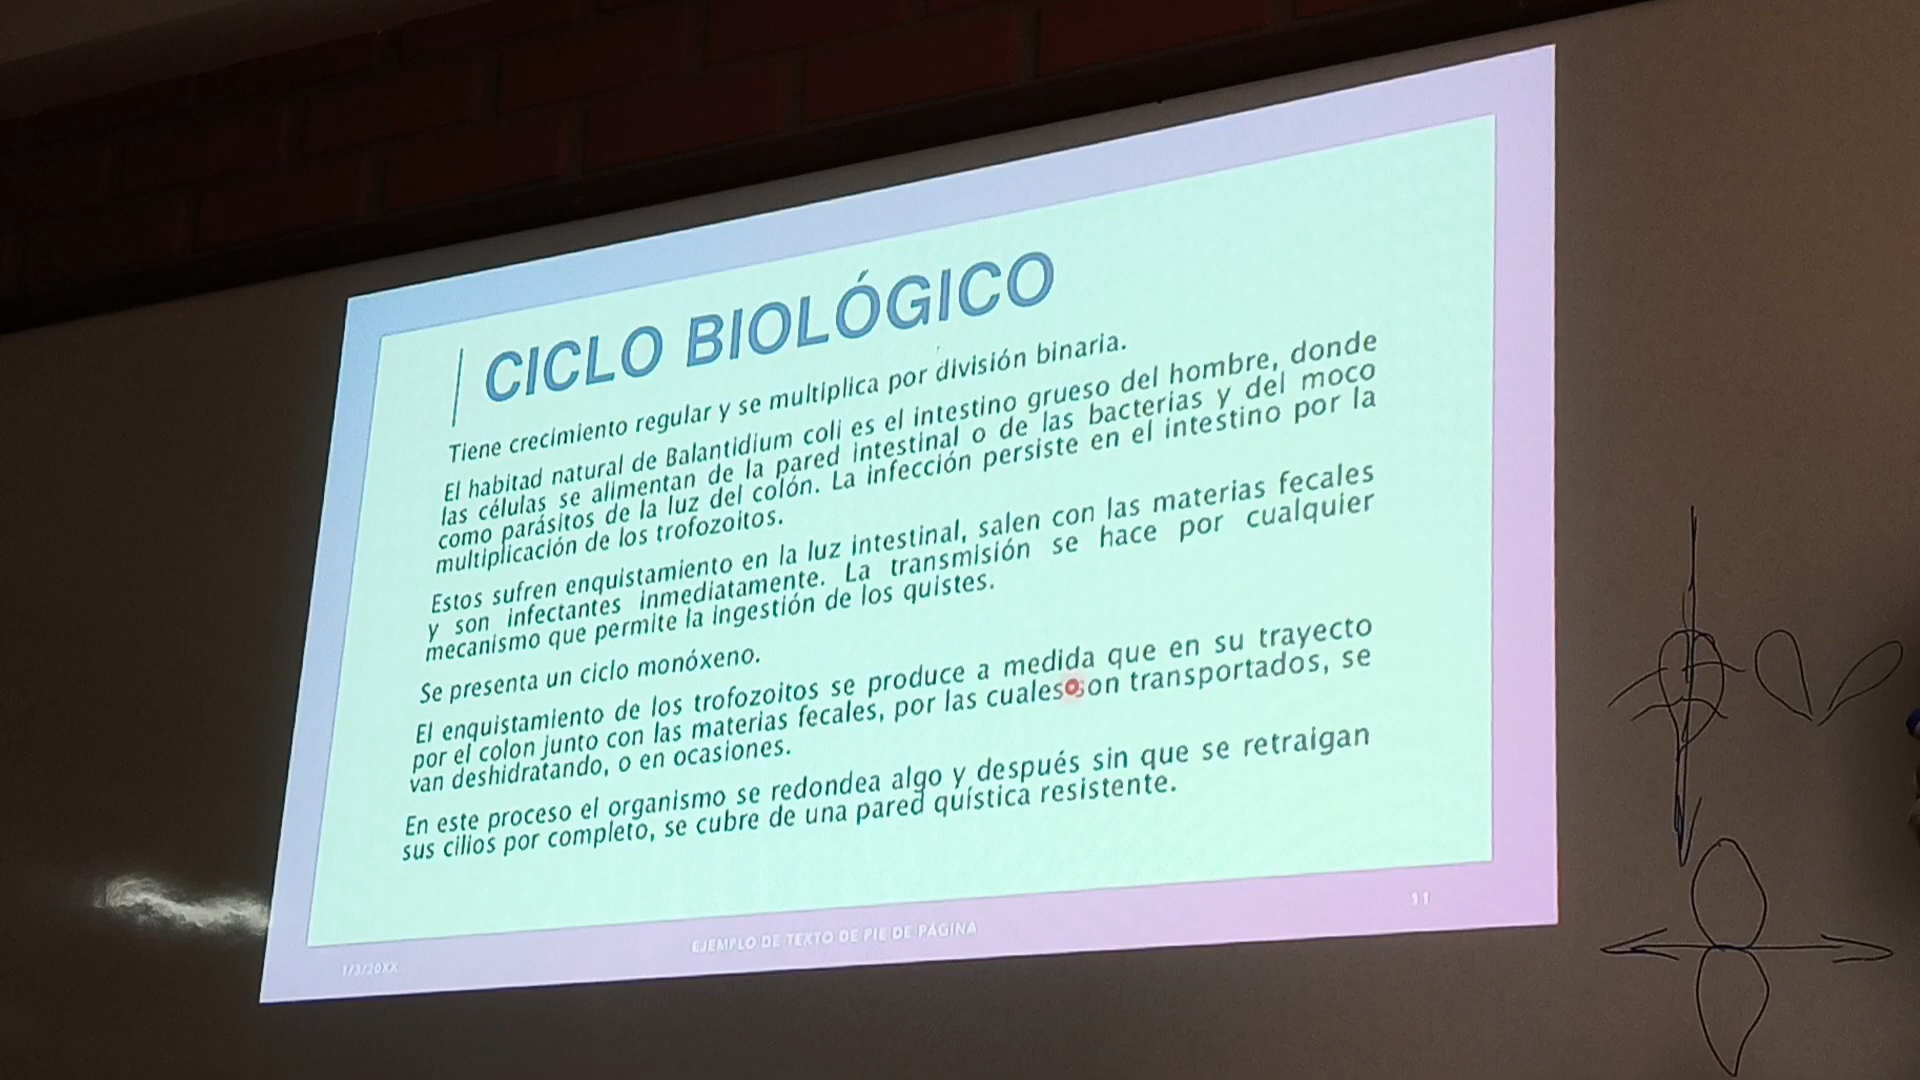 CICLO BIOLÓGICO
Tiene crecimiento regular y se multiplica por división binaria.
El habitad natural de Balantidium coli es el intestino grueso del hombre, donde
las células se alimentan de la pared intestinal o de las bacterias y del moco
como parásitos de la luz del colón. La infección persiste en el intestino por la
multiplicación de los trofozoitos.
Estos sufren enquistamiento en la luz intestinal, salen con las materias fecales
y son infectantes inmediatamente. La transmisión se hace por cualquier
mecanismo que permite la ingestión de los quistes.
Se presenta un ciclo monóxeno.
El enquistamiento de los trofozoitos se produce a medida que en su trayecto
por el colon junto con las materias fecales, por las cuales son transportados, se
van deshidratando, o en ocasiones.
En este proceso el organismo se redondea algo y después sin que se retraigan
sus cilios por completo, se cubre de una pared quística resistente.
1/3/20XX
EJEMPLO DE TEXTO DE PIE DE PÁGINA
11